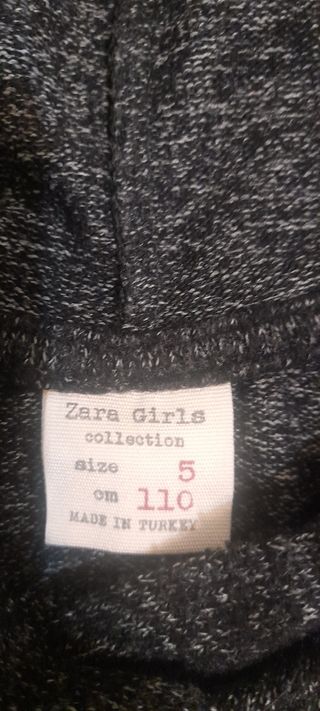 Zara Girls
collection
size 5
cm 110
MADE IN TURKEY